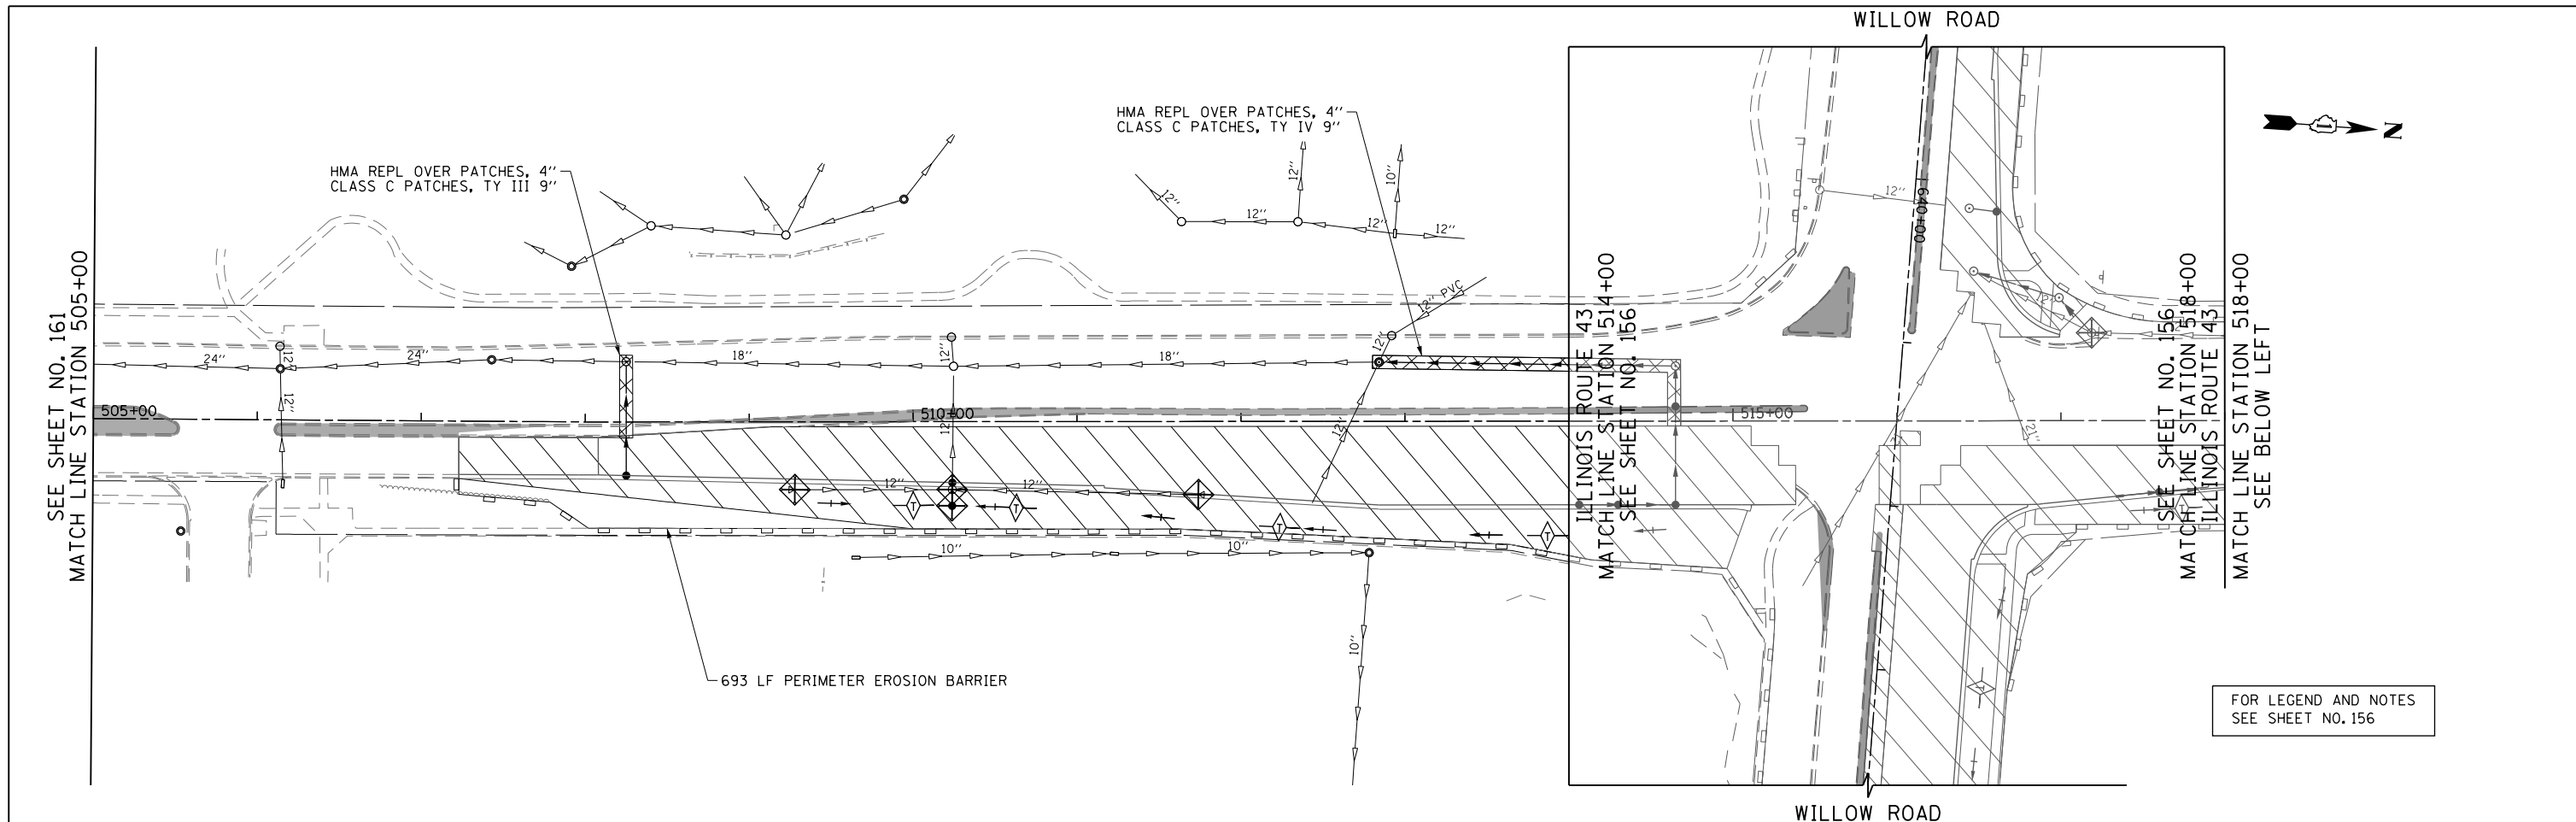 WILLOW ROAD
HMA REPL OVER PATCHES, 4''
CLASS C PATCHES, TY IV 9''
HMA REPL OVER PATCHES, 4''
CLASS C PATCHES, TY III 9''
1
N
12''
12''
12''
10''
12''
12''
12''
640+00
SEE SHEET NO. 161
MATCH LINE STATION 505+00
24''
12''
24''
18''
12''
18''
12''
12'' PVC
12''
505+00
510+00
515+00
12''
12''
12''
12''
10''
10''
10''
21''
ILLINOIS ROUTE 43
MATCH LINE STATION 514+00
SEE SHEET NO. 156
SEE SHEET NO. 156
MATCH LINE STATION 518+00
ILLINOIS ROUTE 43
MATCH LINE STATION 518+00
SEE BELOW LEFT
T
T
T
T
T
T
693 LF PERIMETER EROSION BARRIER
FOR LEGEND AND NOTES
SEE SHEET NO. 156
WILLOW ROAD